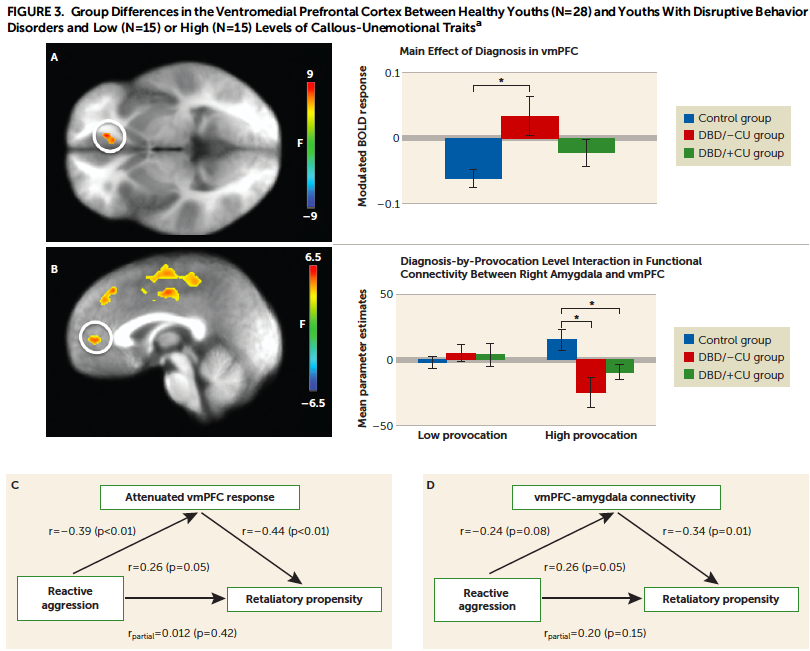 FIGURE 3. Group Differences in the Ventromedial Prefrontal Cortex Between Healthy Youths (N=28) and Youths With Disruptive Behavior
Disorders and Low (N=15) or High (N=15) Levels of Callous-Unemotional Traitsᵃ
A
9
F
−9
Main Effect of Diagnosis in vmPFC
Modulated BOLD response
0.1
0
−0.1
*
Control group
DBD/−CU group
DBD/+CU group
B
6.5
F
−6.5
Diagnosis-by-Provocation Level Interaction in Functional
Connectivity Between Right Amygdala and vmPFC
Mean parameter estimates
50
0
−50
*
*
Low provocation
High provocation
Control group
DBD/−CU group
DBD/+CU group
C
Attenuated vmPFC response
r=−0.39 (p<0.01)
r=−0.44 (p<0.01)
r=0.26 (p=0.05)
Reactive
aggression
Retaliatory propensity
rpartial=0.012 (p=0.42)
D
vmPFC-amygdala connectivity
r=−0.24 (p=0.08)
r=−0.34 (p=0.01)
r=0.26 (p=0.05)
Reactive
aggression
Retaliatory propensity
rpartial=0.20 (p=0.15)